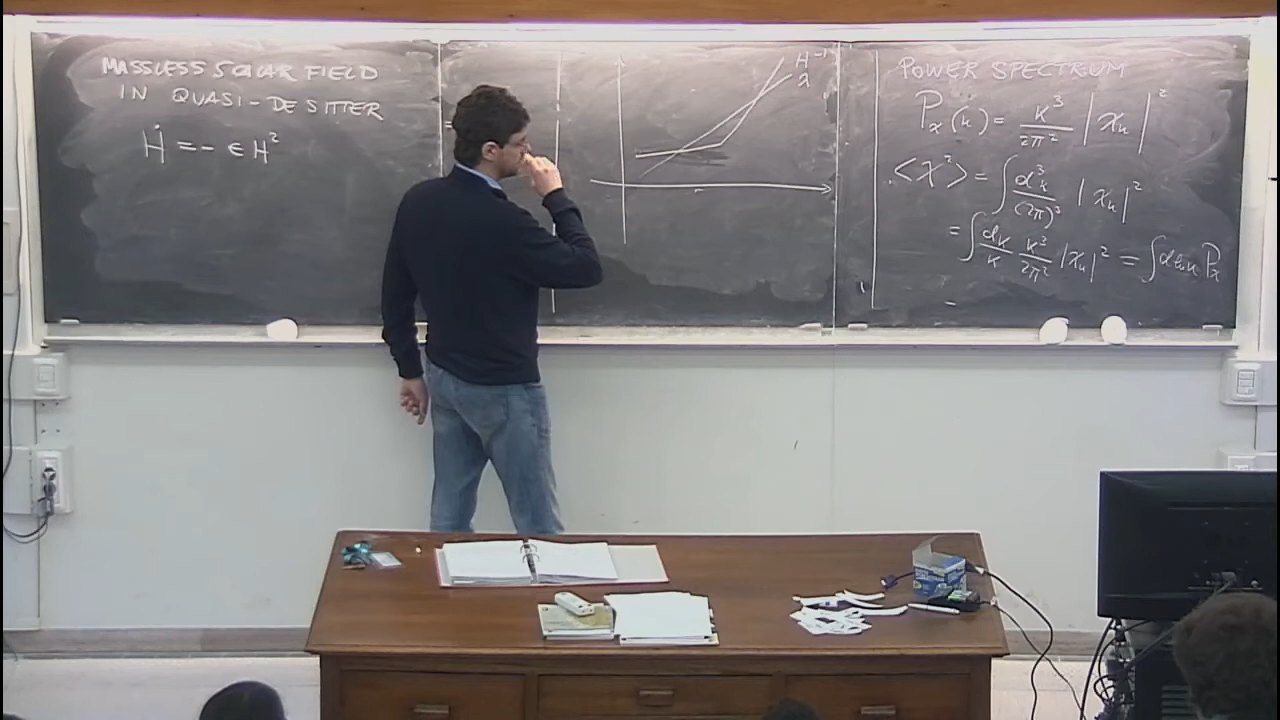 MASSLESS SCALAR FIELD
IN QUASI-DE SITTER
Ḣ = - ϵ H²
H⁻¹
λ
POWER SPECTRUM
P_χ(k) = k³/2π² |χ_k|²
<χ²> = ∫ d³k/(2π)³ |χ_k|²
= ∫ dk/k k³/2π² |χ_k|² = ∫ d ln k P_χ